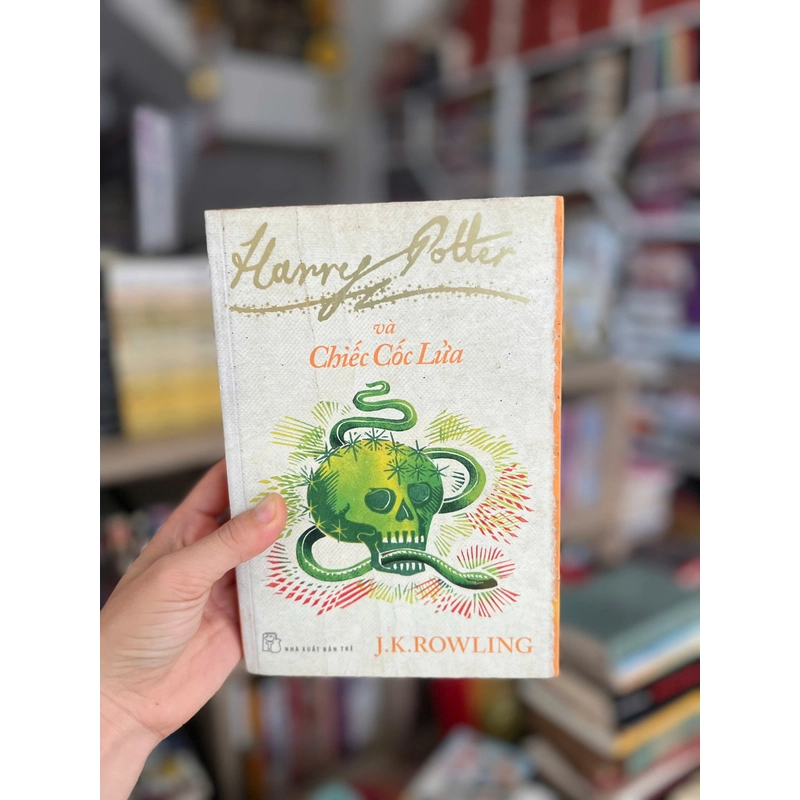 Harry Potter
và
Chiếc Cốc Lửa
NHÀ XUẤT BẢN TRẺ
J.K.ROWLING